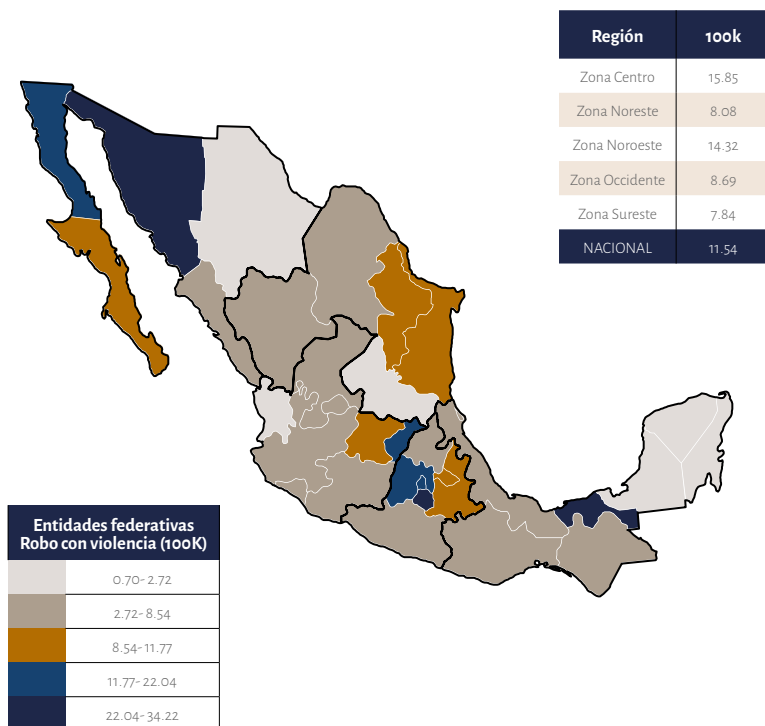 Región 100k
Zona Centro 15.85
Zona Noreste 8.08
Zona Noroeste 14.32
Zona Occidente 8.69
Zona Sureste 7.84
NACIONAL 11.54
Entidades federativas
Robo con violencia (100K)
0.70- 2.72
2.72- 8.54
8.54- 11.77
11.77- 22.04
22.04- 34.22